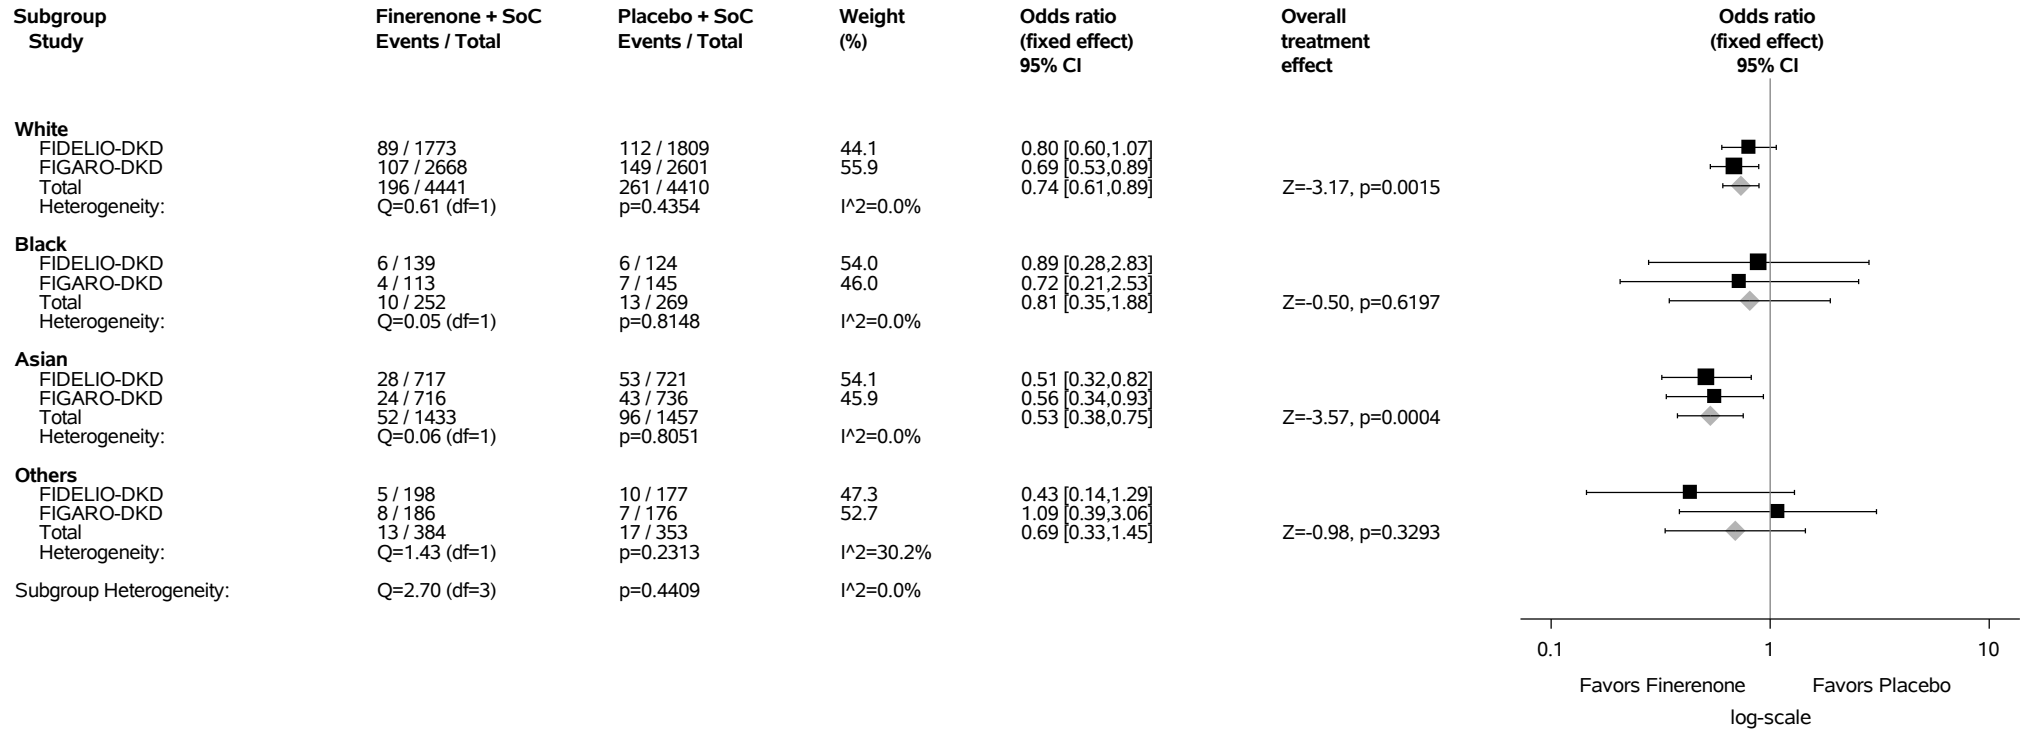 Subgroup Finerenone + SoC Placebo + SoC Weight Odds ratio Overall Odds ratio
Study Events / Total Events / Total (%) (fixed effect) treatment (fixed effect)
95% CI effect 95% CI
White
FIDELIO-DKD 89 / 1773 112 / 1809 44.1 0.80 [0.60,1.07]
FIGARO-DKD 107 / 2668 149 / 2601 55.9 0.69 [0.53,0.89]
Total 196 / 4441 261 / 4410 0.74 [0.61,0.89] Z=-3.17, p=0.0015
Heterogeneity: Q=0.61 (df=1) p=0.4354 I^2=0.0%
Black
FIDELIO-DKD 6 / 139 6 / 124 54.0 0.89 [0.28,2.83]
FIGARO-DKD 4 / 113 7 / 145 46.0 0.72 [0.21,2.53]
Total 10 / 252 13 / 269 0.81 [0.35,1.88] Z=-0.50, p=0.6197
Heterogeneity: Q=0.05 (df=1) p=0.8148 I^2=0.0%
Asian
FIDELIO-DKD 28 / 717 53 / 721 54.1 0.51 [0.32,0.82]
FIGARO-DKD 24 / 716 43 / 736 45.9 0.56 [0.34,0.93]
Total 52 / 1433 96 / 1457 0.53 [0.38,0.75] Z=-3.57, p=0.0004
Heterogeneity: Q=0.06 (df=1) p=0.8051 I^2=0.0%
Others
FIDELIO-DKD 5 / 198 10 / 177 47.3 0.43 [0.14,1.29]
FIGARO-DKD 8 / 186 7 / 176 52.7 1.09 [0.39,3.06]
Total 13 / 384 17 / 353 0.69 [0.33,1.45] Z=-0.98, p=0.3293
Heterogeneity: Q=1.43 (df=1) p=0.2313 I^2=30.2%
Subgroup Heterogeneity: Q=2.70 (df=3) p=0.4409 I^2=0.0%
0.1 1 10
Favors Finerenone Favors Placebo
log-scale